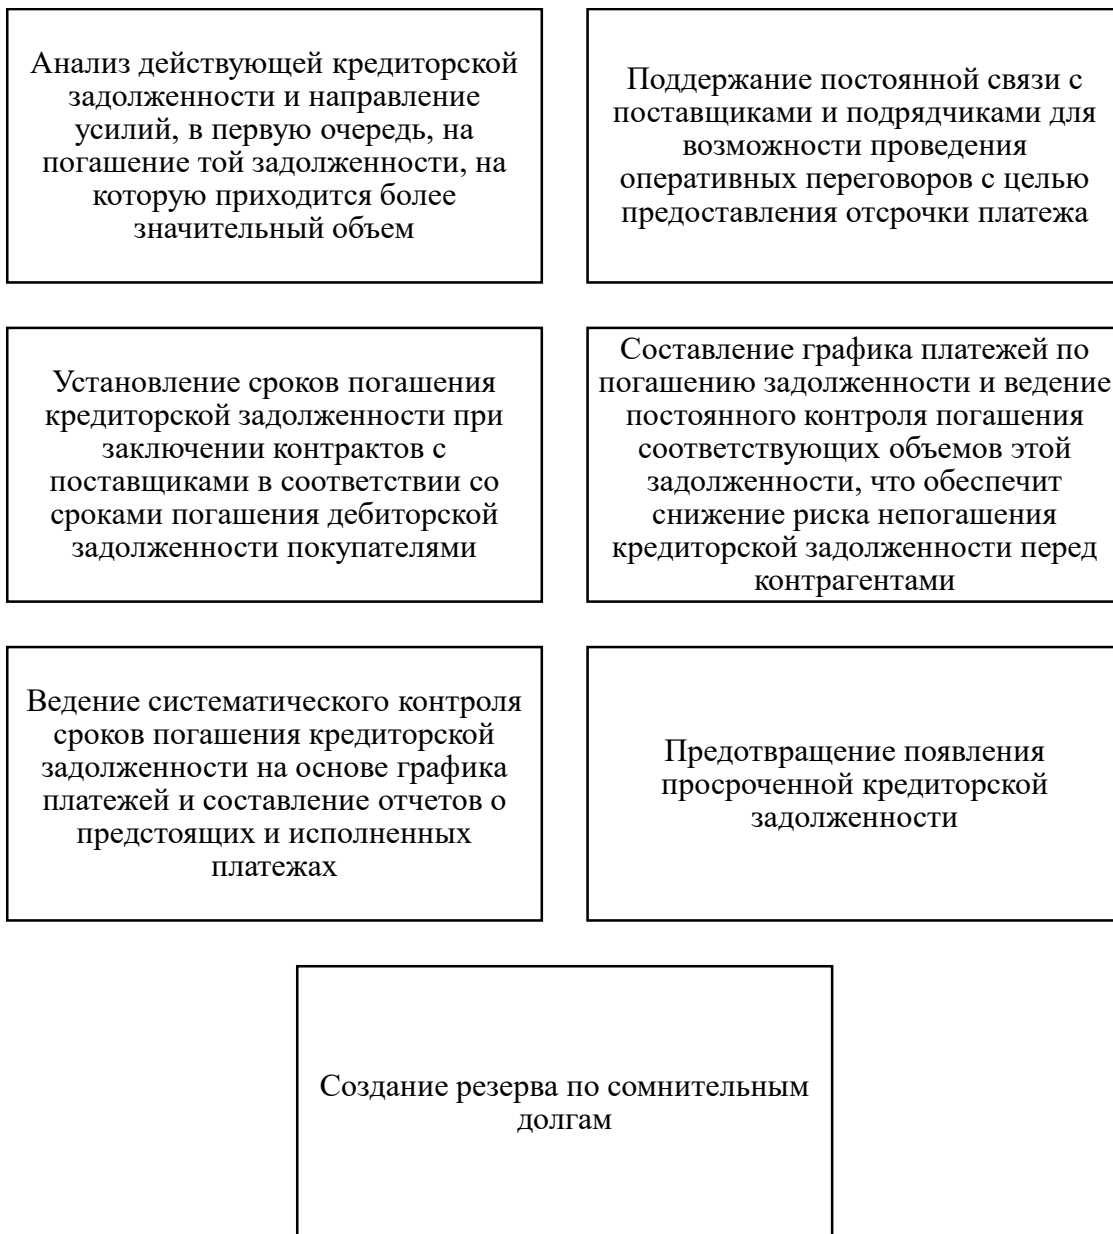 Анализ действующей кредиторской
задолженности и направление
усилий, в первую очередь, на
погашение той задолженности, на
которую приходится более
значительный объем
Поддержание постоянной связи с
поставщиками и подрядчиками для
возможности проведения
оперативных переговоров с целью
предоставления отсрочки платежа
Установление сроков погашения
кредиторской задолженности при
заключении контрактов с
поставщиками в соответствии со
сроками погашения дебиторской
задолженности покупателями
Составление графика платежей по
погашению задолженности и ведение
постоянного контроля погашения
соответствующих объемов этой
задолженности, что обеспечит
снижение риска непогашения
кредиторской задолженности перед
контрагентами
Ведение систематического контроля
сроков погашения кредиторской
задолженности на основе графика
платежей и составление отчетов о
предстоящих и исполненных
платежах
Предотвращение появления
просроченной кредиторской
задолженности
Создание резерва по сомнительным
долгам